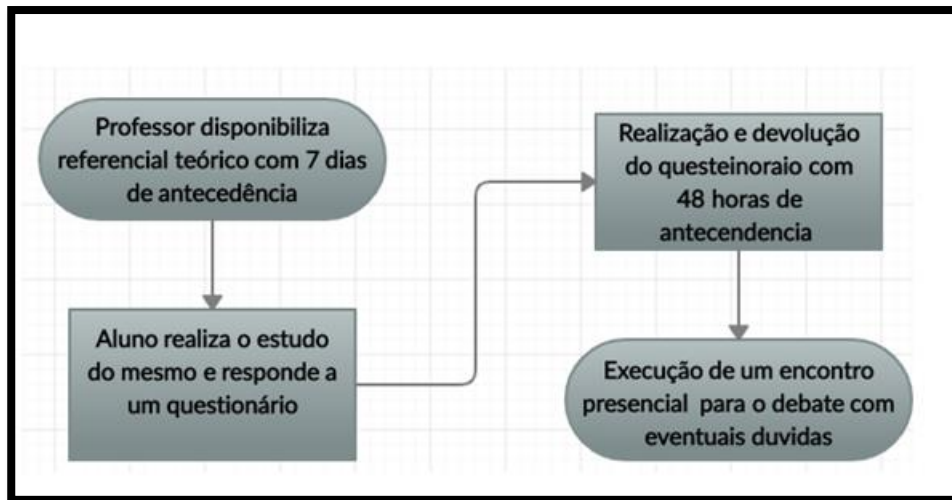 Professor disponibiliza
referencial teórico com 7 dias
de antecedência
Aluno realiza o estudo
do mesmo e responde a
um questionário
Realização e devolução
do questeinoraio com
48 horas de
antecendencia
Execução de um encontro
presencial para o debate com
eventuais duvidas